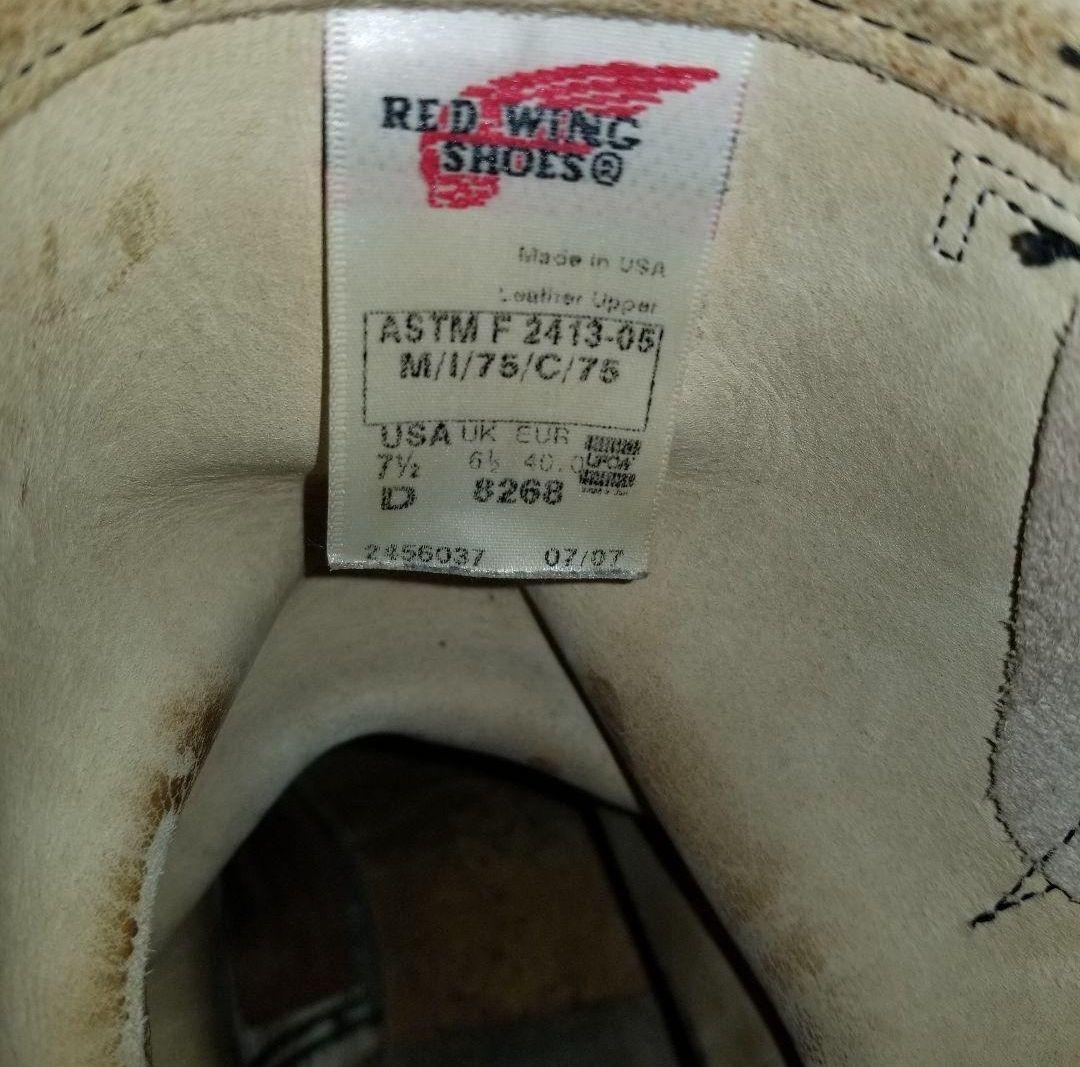 RED WING
SHOES®
Made in USA
Leather Upper
ASTM F 2413-05
M/I/75/C/75
USA UK EUR
7½ 6½ 40.
D 8268
2456037 07/07